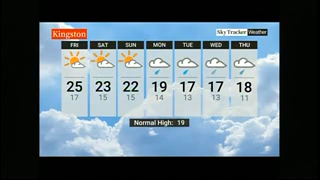 Kingston
SkyTracker Weather
FRI SAT SUN MON TUE WED THU
25 23 22 19 17 17 18
17 15 15 14 13 13 11
Normal High: 19